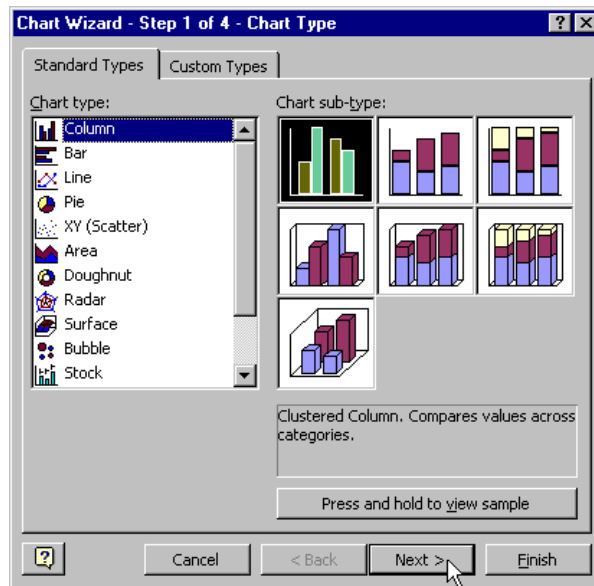 Chart Wizard - Step 1 of 4 - Chart Type
Standard Types
Custom Types
Chart type:
Column
Bar
Line
Pie
XY (Scatter)
Area
Doughnut
Radar
Surface
Bubble
Stock
Chart sub-type:
Clustered Column. Compares values across
categories.
Press and hold to view sample
Cancel
< Back
Next >
Finish